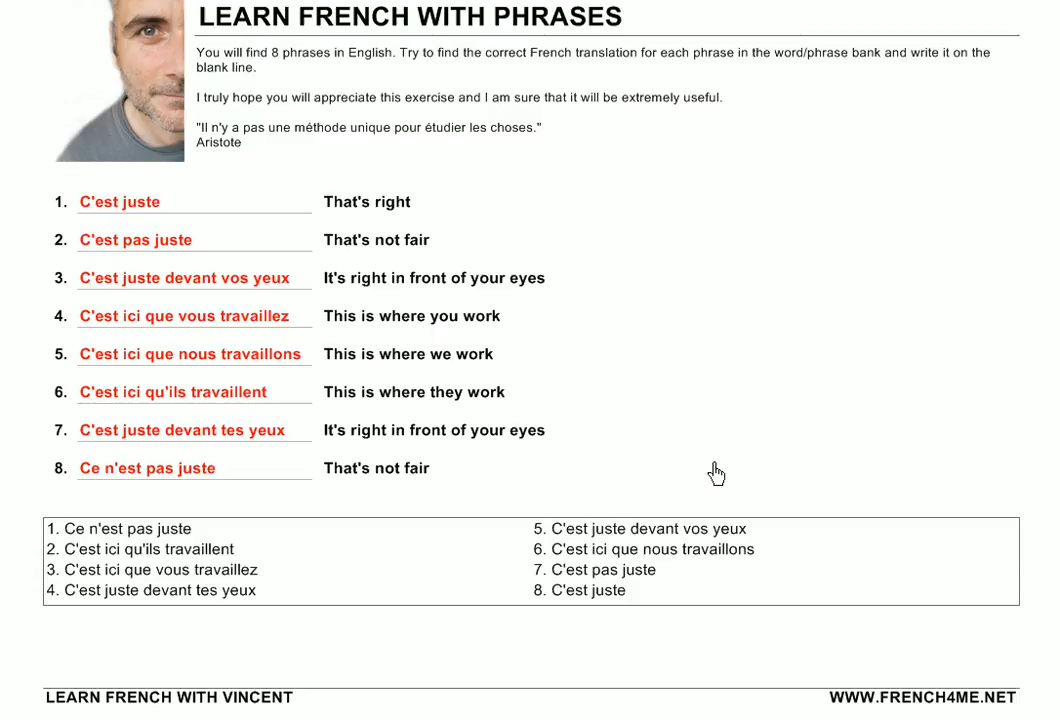 LEARN FRENCH WITH PHRASES
You will find 8 phrases in English. Try to find the correct French translation for each phrase in the word/phrase bank and write it on the
blank line.
I truly hope you will appreciate this exercise and I am sure that it will be extremely useful.
"Il n'y a pas une méthode unique pour étudier les choses."
Aristote
1. C'est juste That's right
2. C'est pas juste That's not fair
3. C'est juste devant vos yeux It's right in front of your eyes
4. C'est ici que vous travaillez This is where you work
5. C'est ici que nous travaillons This is where we work
6. C'est ici qu'ils travaillent This is where they work
7. C'est juste devant tes yeux It's right in front of your eyes
8. Ce n'est pas juste That's not fair
1. Ce n'est pas juste
2. C'est ici qu'ils travaillent
3. C'est ici que vous travaillez
4. C'est juste devant tes yeux
5. C'est juste devant vos yeux
6. C'est ici que nous travaillons
7. C'est pas juste
8. C'est juste
LEARN FRENCH WITH VINCENT WWW.FRENCH4ME.NET